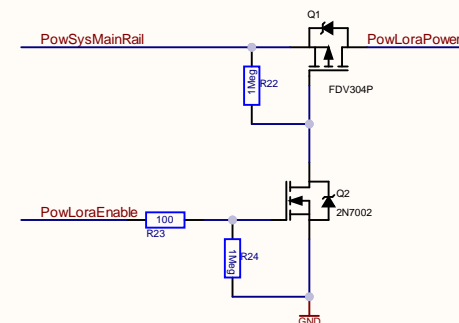 Q1
PowSysMainRail
PowLoraPower
1Meg
R22
FDV304P
Q2
2N7002
PowLoraEnable
100
R23
1Meg
R24
GND